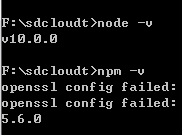 F:\sdcloudt>node -v
v10.0.0
F:\sdcloudt>npm -v
openssl config failed:
openssl config failed:
5.6.0